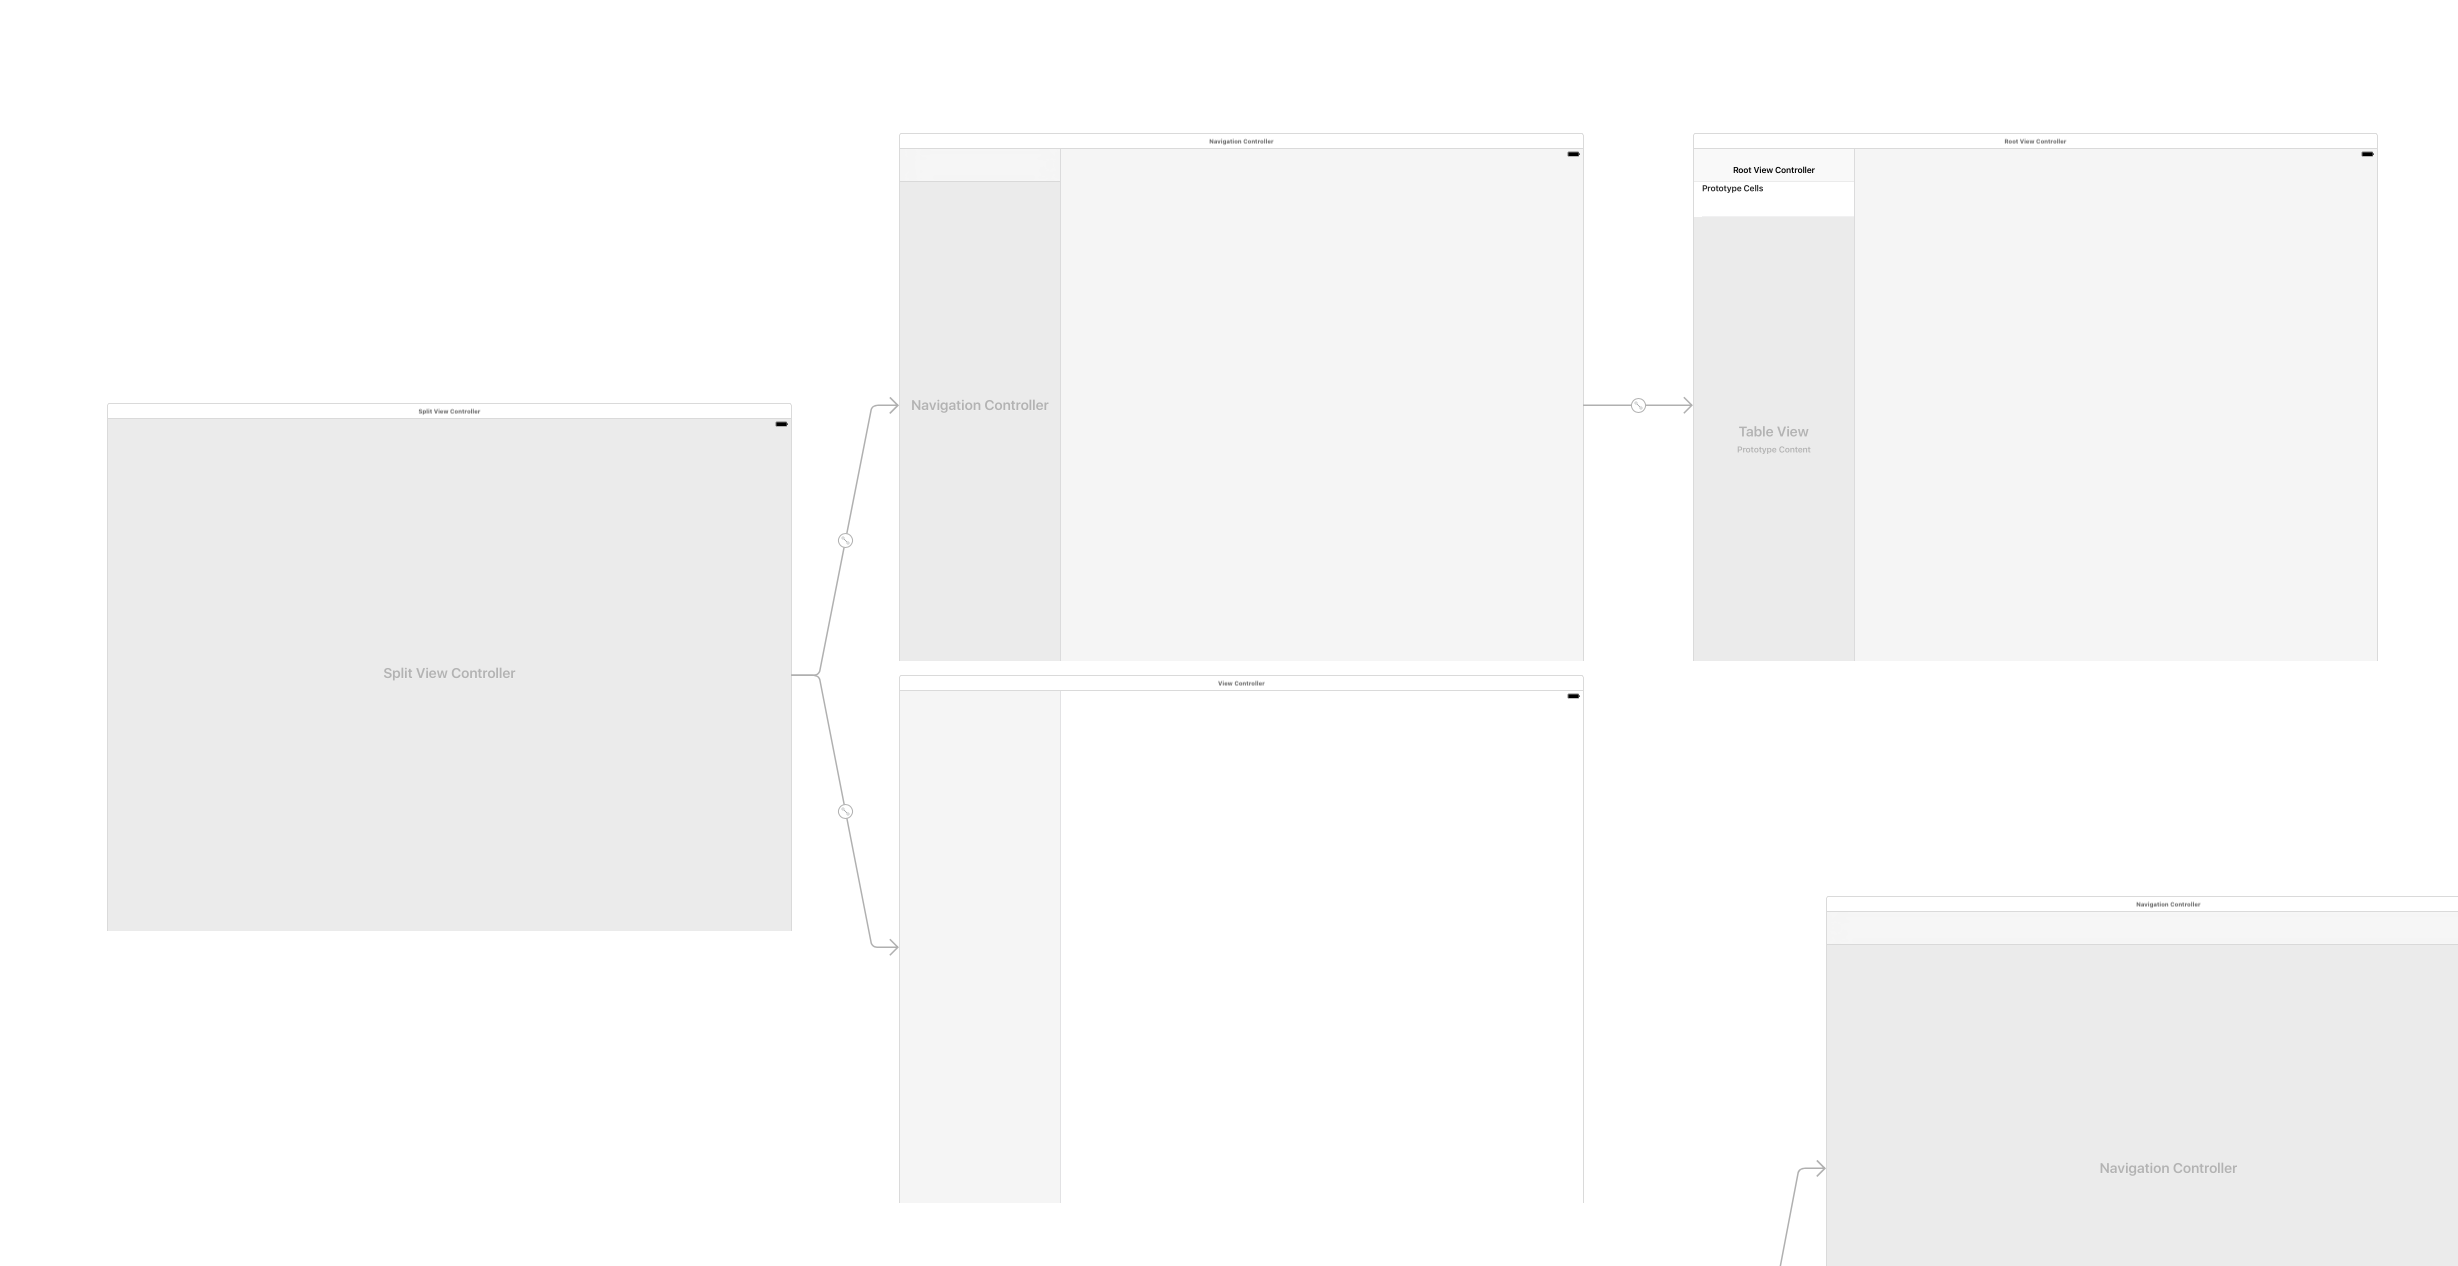 Navigation Controller
Root View Controller
Root View Controller
Prototype Cells
Navigation Controller
Split View Controller
Table View
Prototype Content
Split View Controller
View Controller
Navigation Controller
Navigation Controller